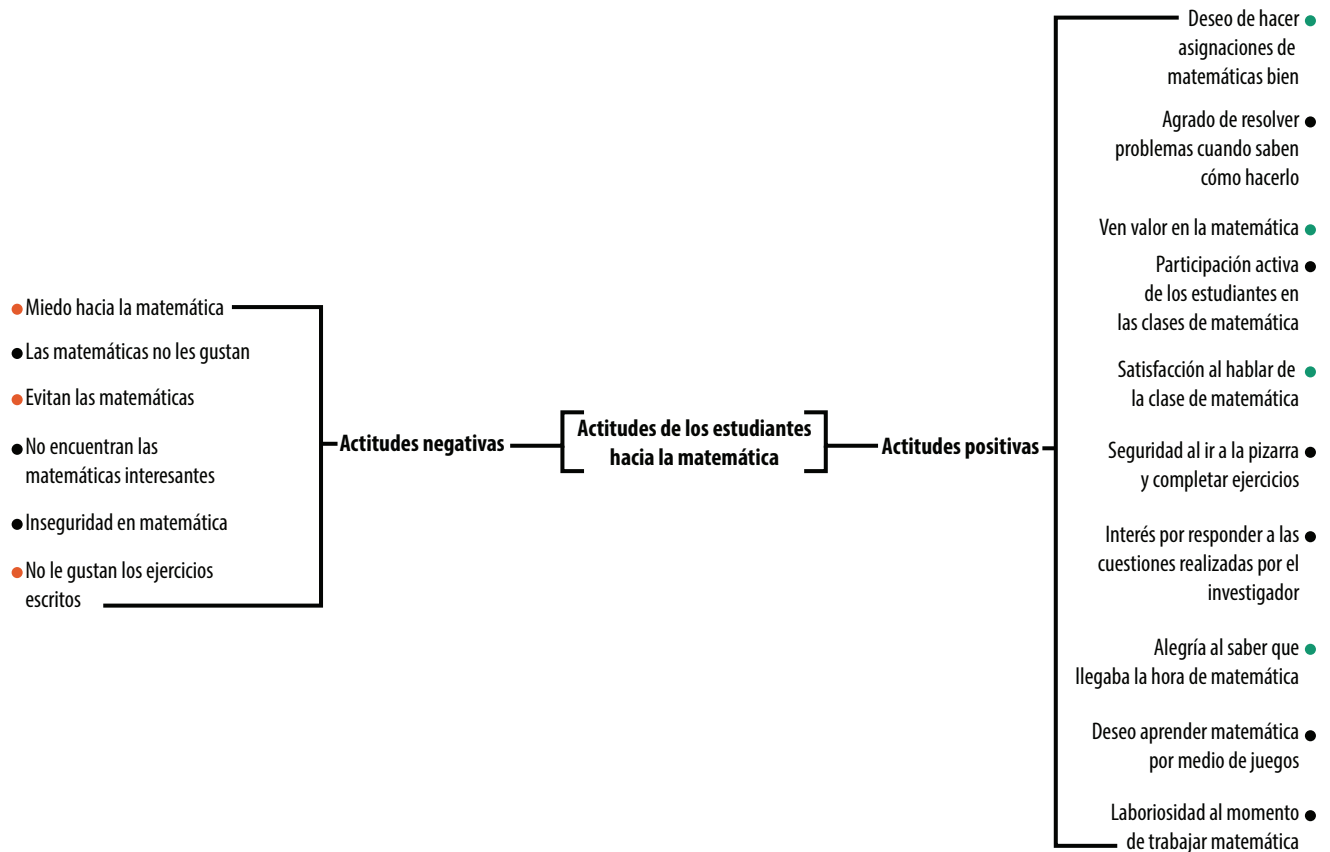 Miedo hacia la matemática
Las matemáticas no les gustan
Evitan las matemáticas
No encuentran las
matemáticas interesantes
Inseguridad en matemática
No le gustan los ejercicios
escritos
Actitudes negativas
Actitudes de los estudiantes
hacia la matemática
Actitudes positivas
Deseo de hacer
asignaciones de
matemáticas bien
Agrado de resolver
problemas cuando saben
cómo hacerlo
Ven valor en la matemática
Participación activa
de los estudiantes en
las clases de matemática
Satisfacción al hablar de
la clase de matemática
Seguridad al ir a la pizarra
y completar ejercicios
Interés por responder a las
cuestiones realizadas por el
investigador
Alegría al saber que
llegaba la hora de matemática
Deseo aprender matemática
por medio de juegos
Laboriosidad al momento
de trabajar matemática